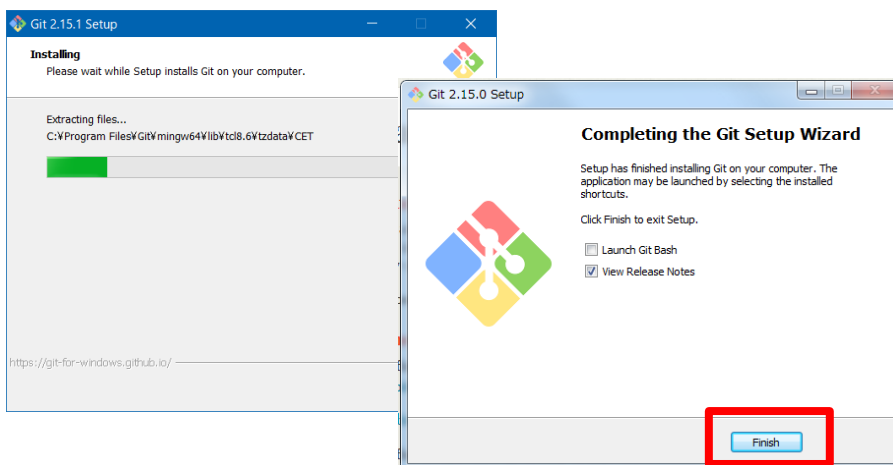 Git 2.15.1 Setup
Installing
Please wait while Setup installs Git on your computer.
Extracting files...
C:¥Program Files¥Git¥mingw64¥lib¥tcl8.6¥tzdata¥CET
https://git-for-windows.github.io/
Git 2.15.0 Setup
Completing the Git Setup Wizard
Setup has finished installing Git on your computer. The
application may be launched by selecting the installed
shortcuts.
Click Finish to exit Setup.
Launch Git Bash
View Release Notes
Finish